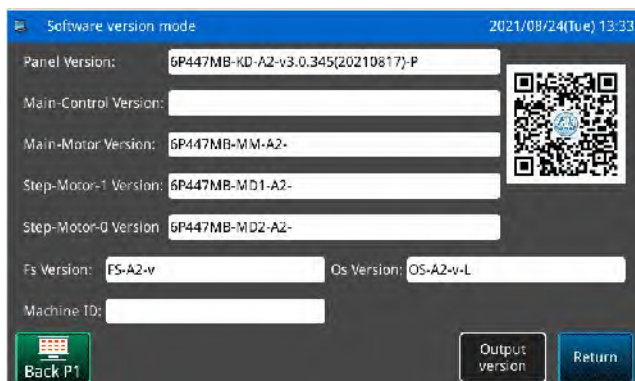 Software version mode 2021/08/24(Tue) 13:33
Panel Version: 6P447MB-KD-A2-v3.0.345(20210817)-P
Main-Control Version:
Main-Motor Version: 6P447MB-MM-A2-
Step-Motor-1 Version: 6P447MB-MD1-A2-
Step-Motor-0 Version 6P447MB-MD2-A2-
Fs Version: FS-A2-v Os Version: OS-A2-v-L
Machine ID:
Back P1
Output
version
Return